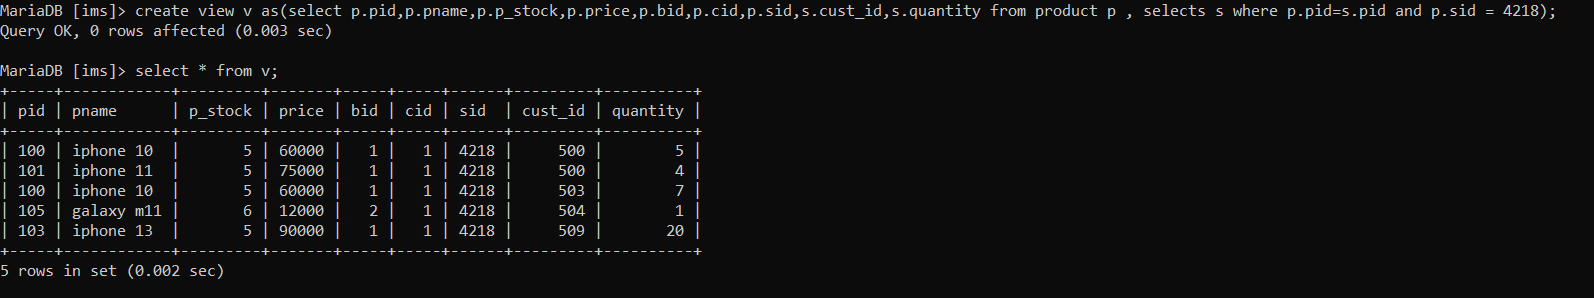 MariaDB [ims]> create view v as(select p.pid,p.pname,p.p_stock,p.price,p.bid,p.cid,p.sid,s.cust_id,s.quantity from product p , selects s where p.pid=s.pid and p.sid = 4218);
Query OK, 0 rows affected (0.003 sec)
MariaDB [ims]> select * from v;
+-----+------------+---------+-------+-----+-----+------+---------+----------+
| pid | pname      | p_stock | price | bid | cid | sid  | cust_id | quantity |
+-----+------------+---------+-------+-----+-----+------+---------+----------+
| 100 | iphone 10  |       5 | 60000 |   1 |   1 | 4218 |     500 |        5 |
| 101 | iphone 11  |       5 | 75000 |   1 |   1 | 4218 |     500 |        4 |
| 100 | iphone 10  |       5 | 60000 |   1 |   1 | 4218 |     503 |        7 |
| 105 | galaxy m11 |       6 | 12000 |   2 |   1 | 4218 |     504 |        1 |
| 103 | iphone 13  |       5 | 90000 |   1 |   1 | 4218 |     509 |       20 |
+-----+------------+---------+-------+-----+-----+------+---------+----------+
5 rows in set (0.002 sec)